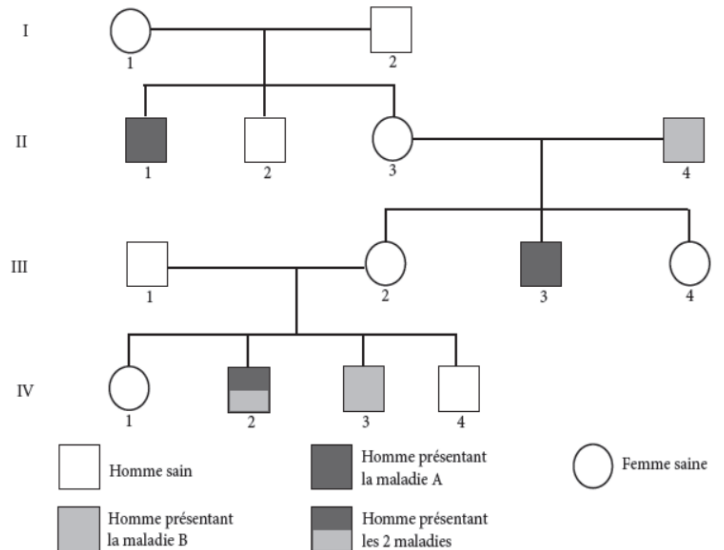 I
1
2
II
1
2
3
4
III
1
2
3
4
IV
1
2
3
4
Homme sain
Homme présentant
la maladie A
Femme saine
Homme présentant
la maladie B
Homme présentant
les 2 maladies